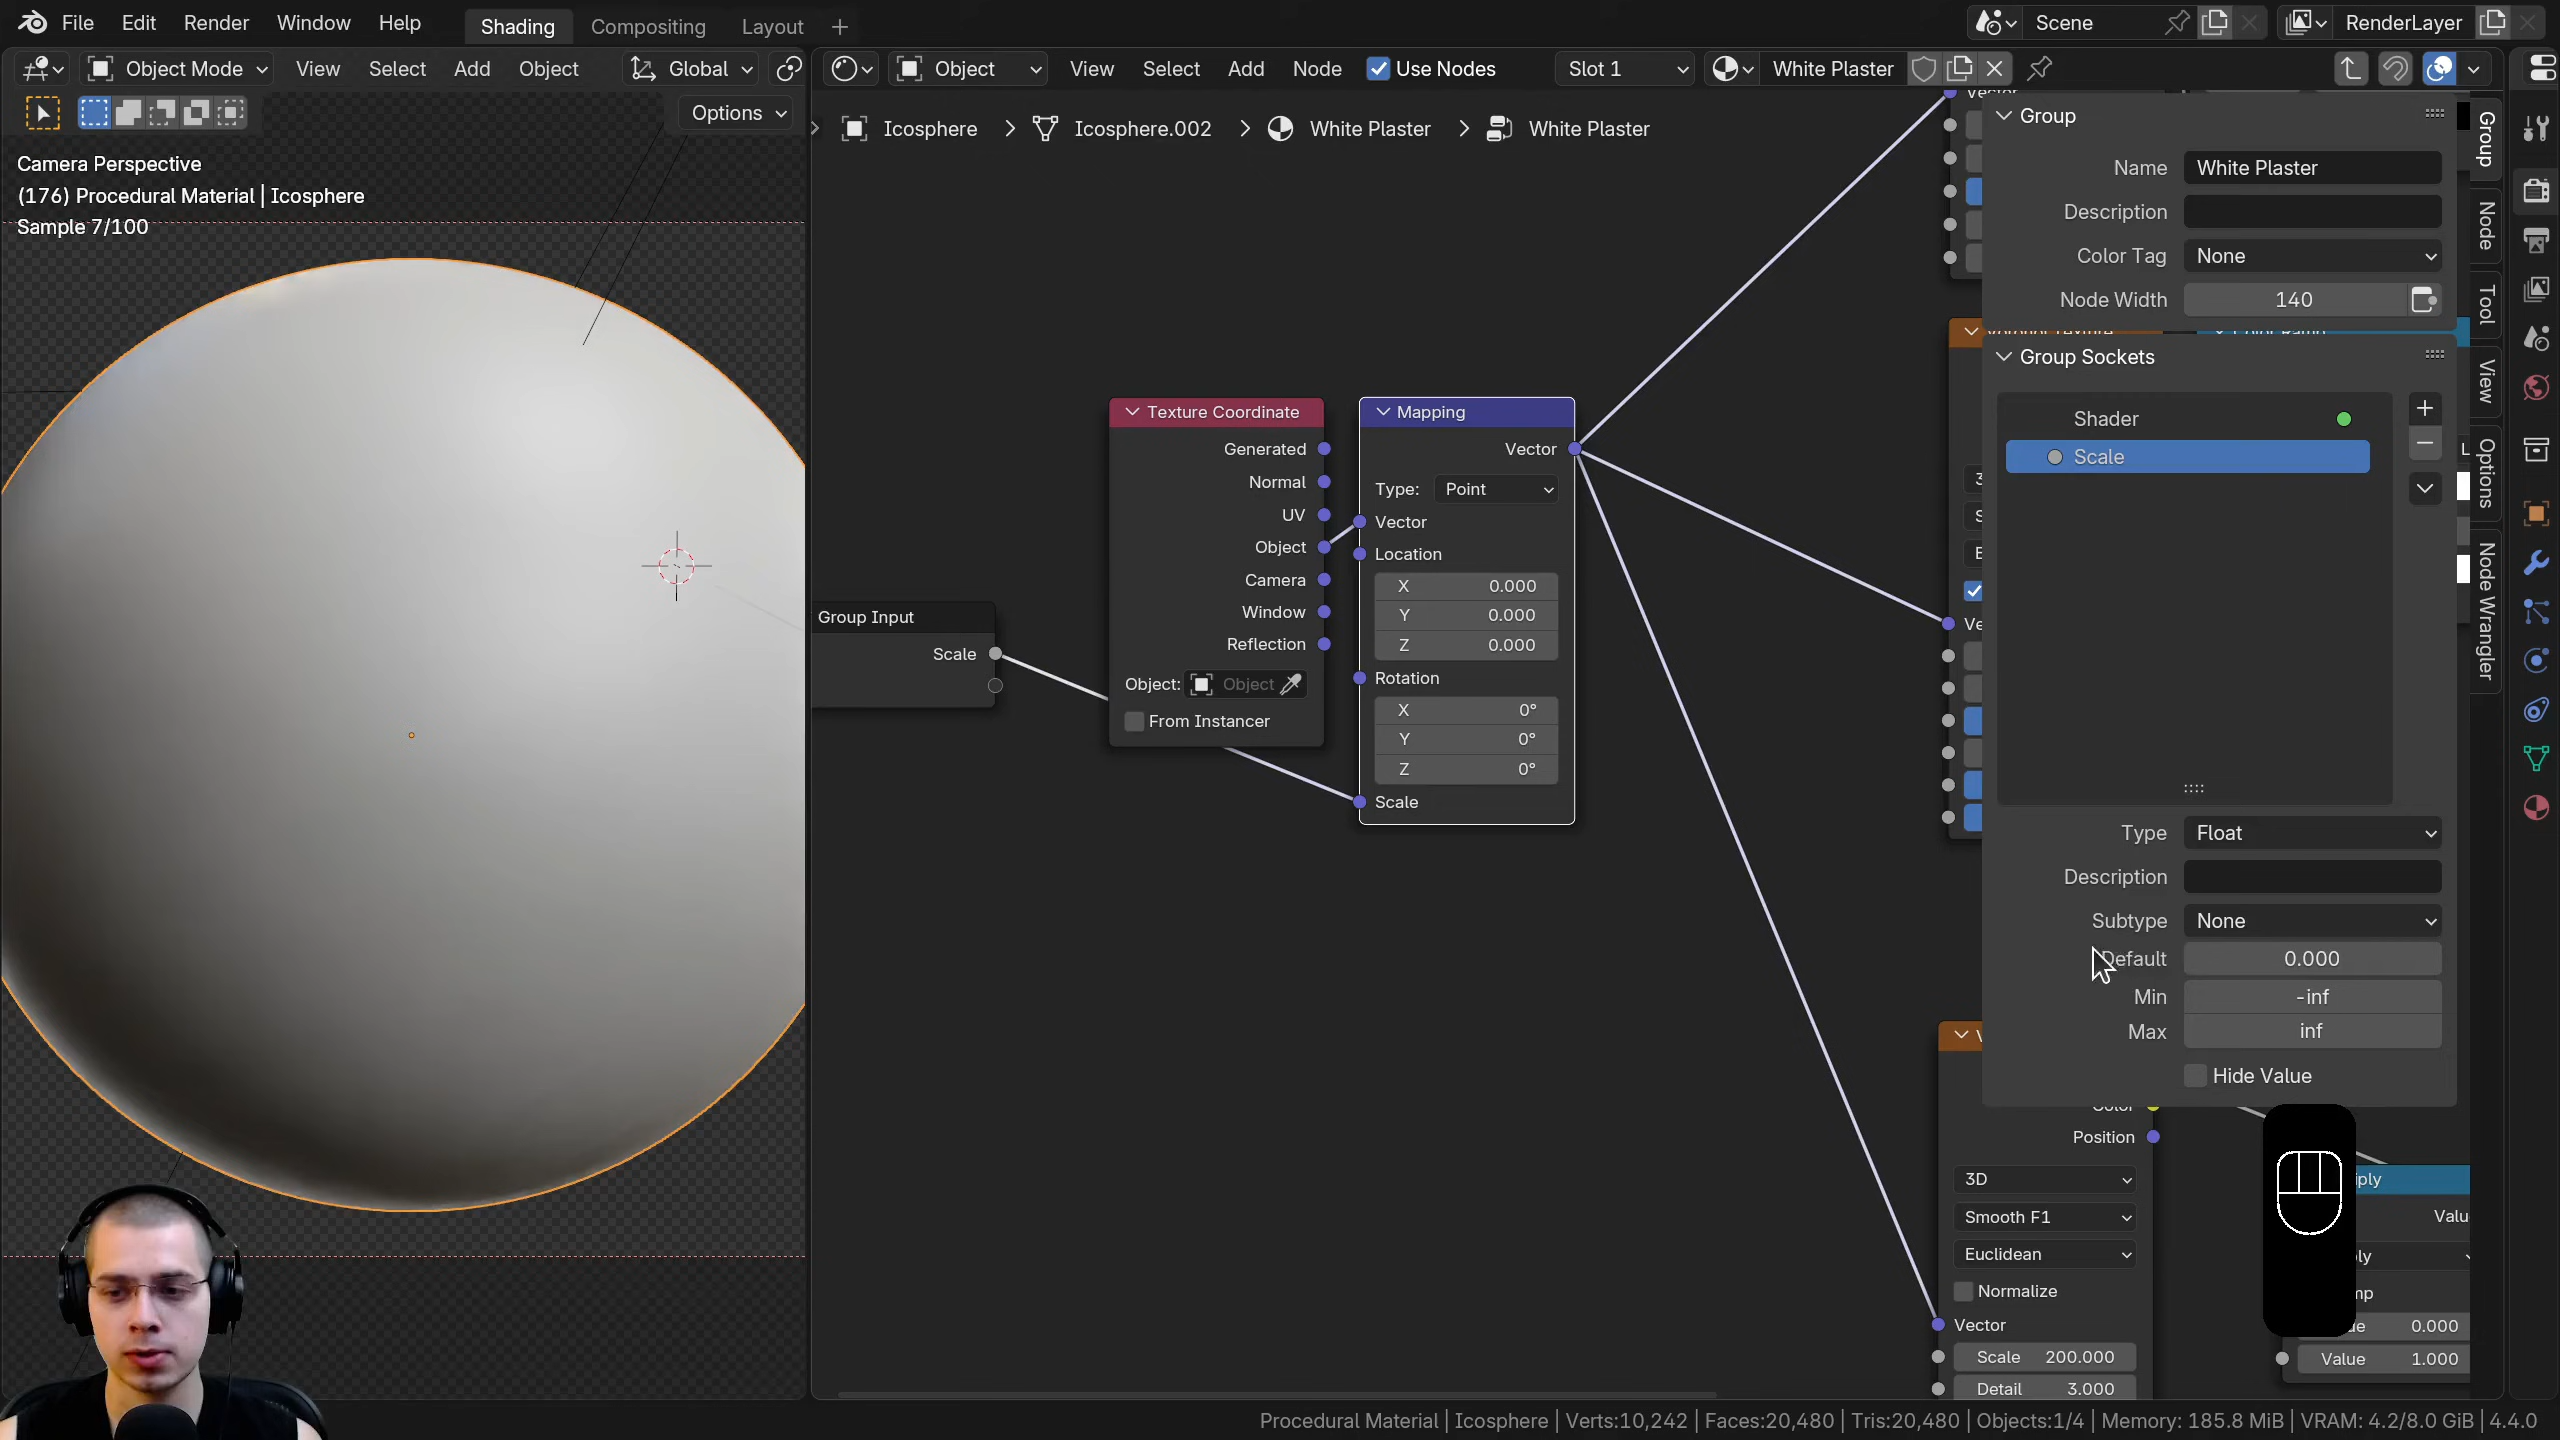 File Edit Render Window Help Shading Compositing Layout + Scene RenderLayer
Object Mode View Select Add Object Global
Object View Select Add Node Use Nodes Slot 1 White Plaster
Options
Icosphere > Icosphere.002 > White Plaster > White Plaster
Camera Perspective
(176) Procedural Material | Icosphere
Sample 7/100
Group Input
Scale
Texture Coordinate
Generated
Normal
UV
Object
Camera
Window
Reflection
Object: Object
From Instancer
Mapping
Vector
Type: Point
Vector
Location
X 0.000
Y 0.000
Z 0.000
Rotation
X 0°
Y 0°
Z 0°
Scale
Group
Name White Plaster
Description
Color Tag None
Node Width 140
Group Sockets
Shader
Scale
Type Float
Description
Subtype None
Default 0.000
Min -inf
Max inf
Hide Value
Group
Node
Tool
View
Options
Node Wrangler
Position
3D
Smooth F1
Euclidean
Normalize
Vector
Scale 200.000
Detail 3.000
0.000
Value 1.000
Procedural Material | Icosphere | Verts:10,242 | Faces:20,480 | Tris:20,480 | Objects:1/4 | Memory: 185.8 MiB | VRAM: 4.2/8.0 GiB | 4.4.0